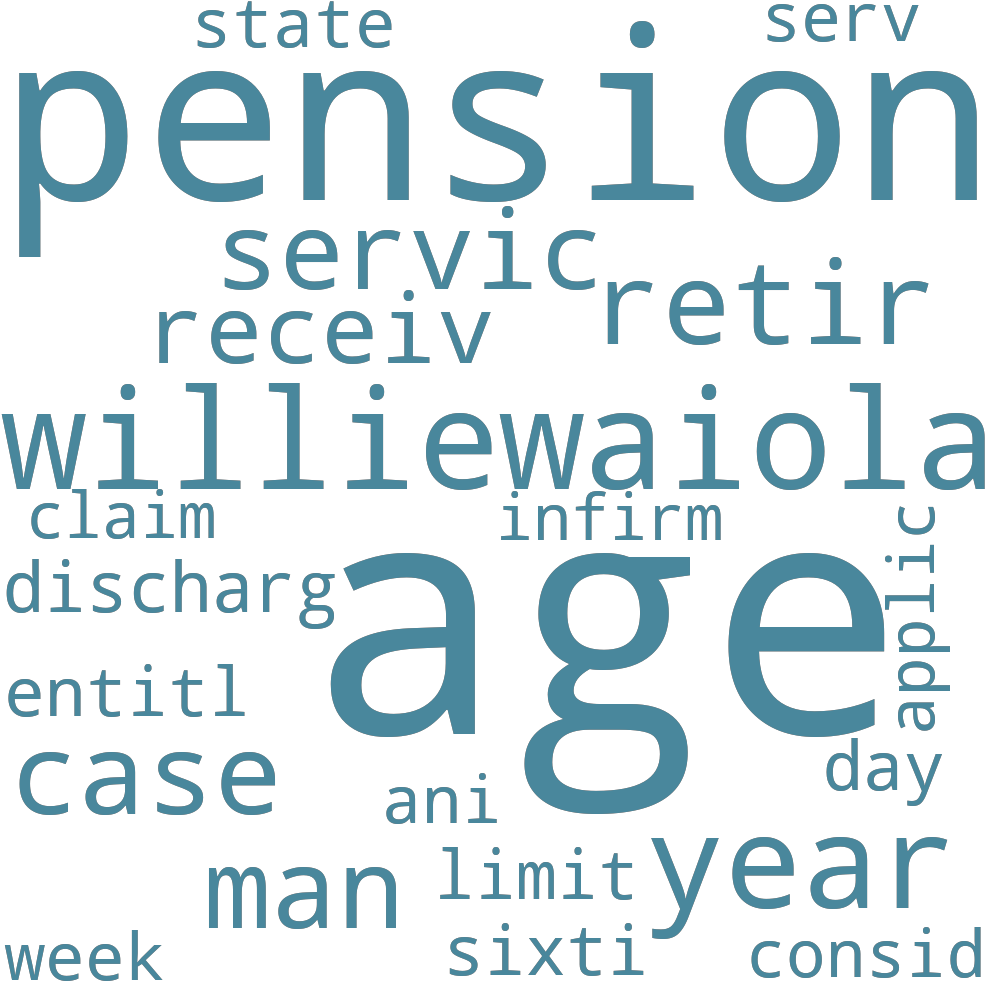 state serv
pension
servic
retir
receiv
williewaiola
claim infirm
applic
discharg
age
entitl
case
day
ani
year
man limit
week sixti consid